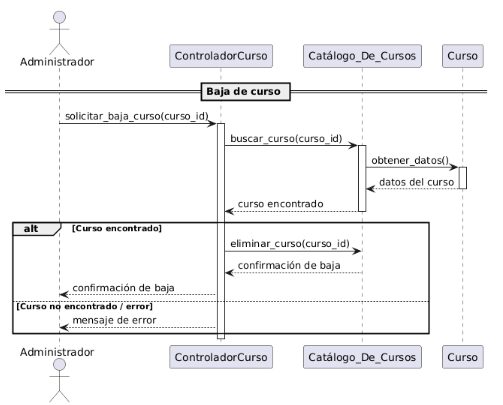 Administrador
ControladorCurso
Catálogo_De_Cursos
Curso
Baja de curso
solicitar_baja_curso(curso_id)
buscar_curso(curso_id)
obtener_datos()
datos del curso
curso encontrado
alt [Curso encontrado]
eliminar_curso(curso_id)
confirmación de baja
confirmación de baja
[Curso no encontrado / error]
mensaje de error
Administrador
ControladorCurso
Catálogo_De_Cursos
Curso